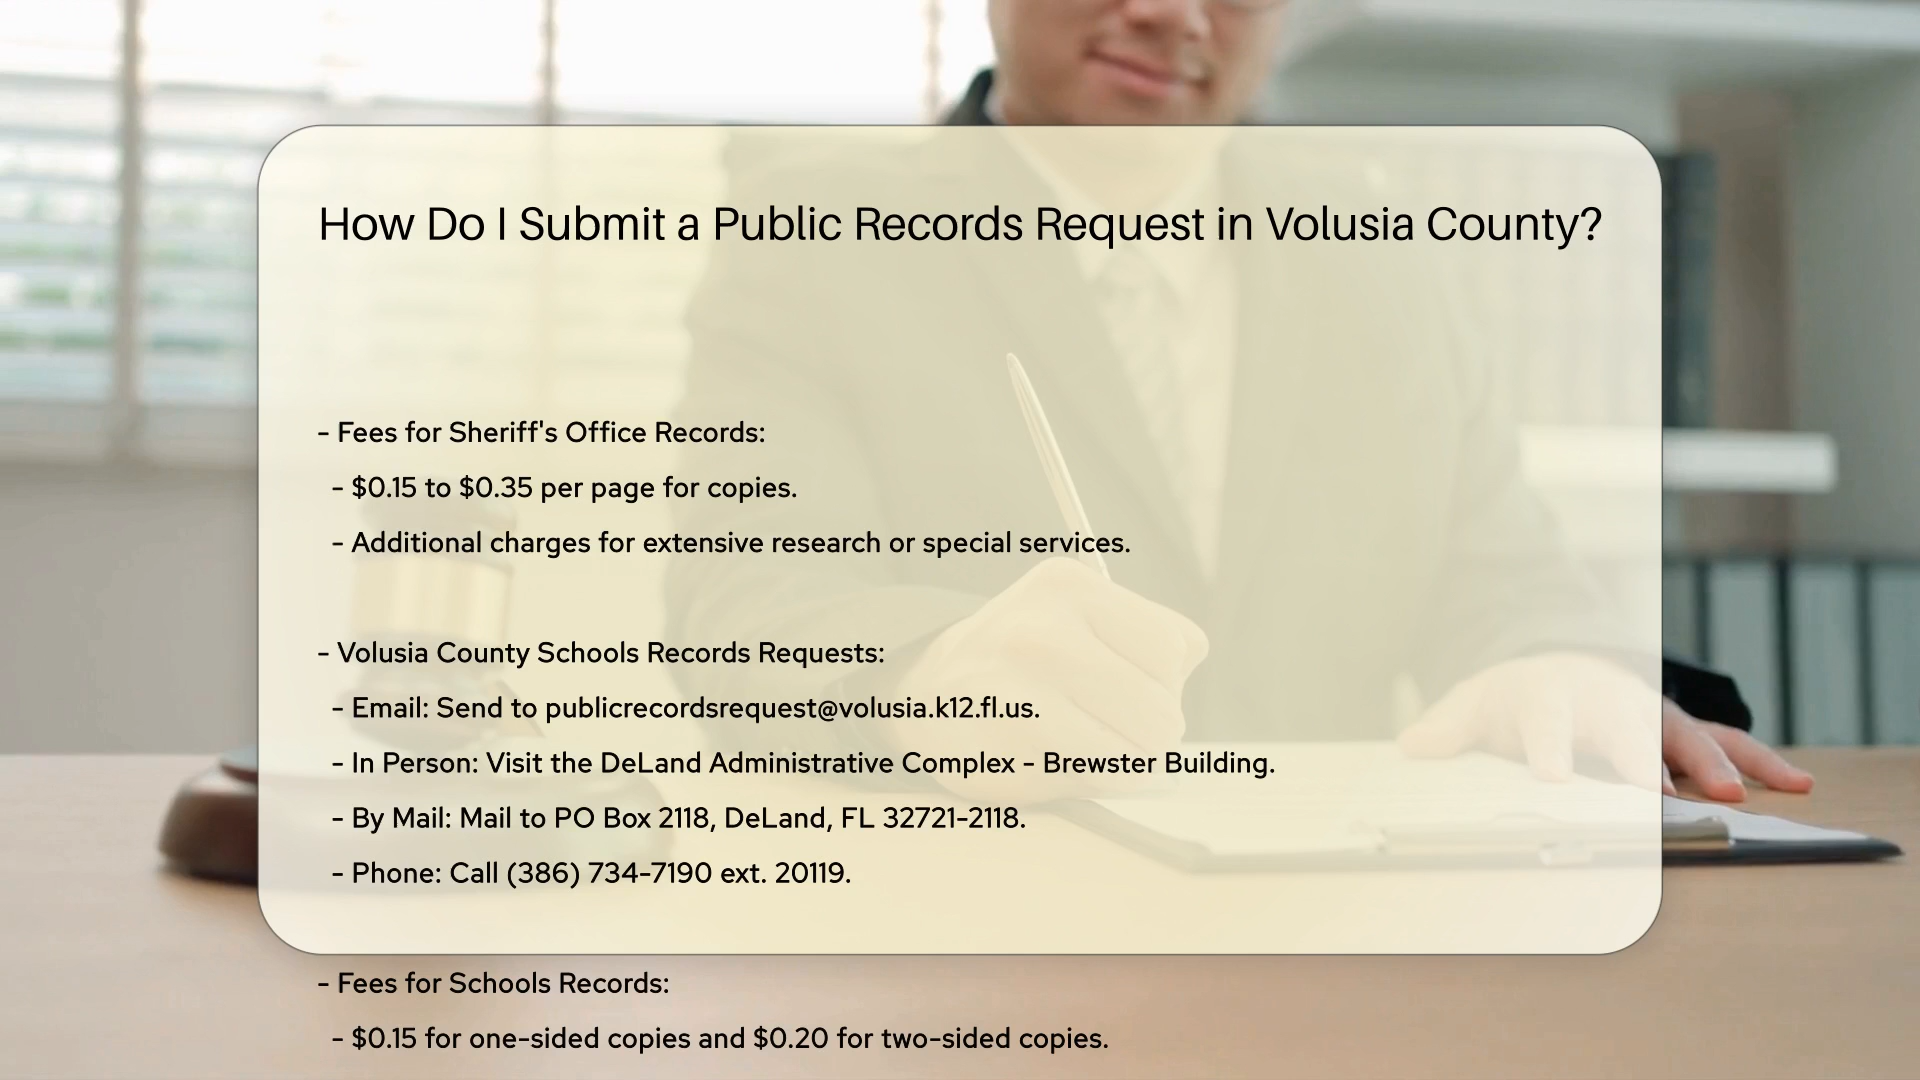 How Do I Submit a Public Records Request in Volusia County?
- Fees for Sheriff's Office Records:
- $0.15 to $0.35 per page for copies.
- Additional charges for extensive research or special services.
- Volusia County Schools Records Requests:
- Email: Send to publicrecordsrequest@volusia.k12.fl.us.
- In Person: Visit the DeLand Administrative Complex - Brewster Building.
- By Mail: Mail to PO Box 2118, DeLand, FL 32721-2118.
- Phone: Call (386) 734-7190 ext. 20119.
- Fees for Schools Records:
- $0.15 for one-sided copies and $0.20 for two-sided copies.